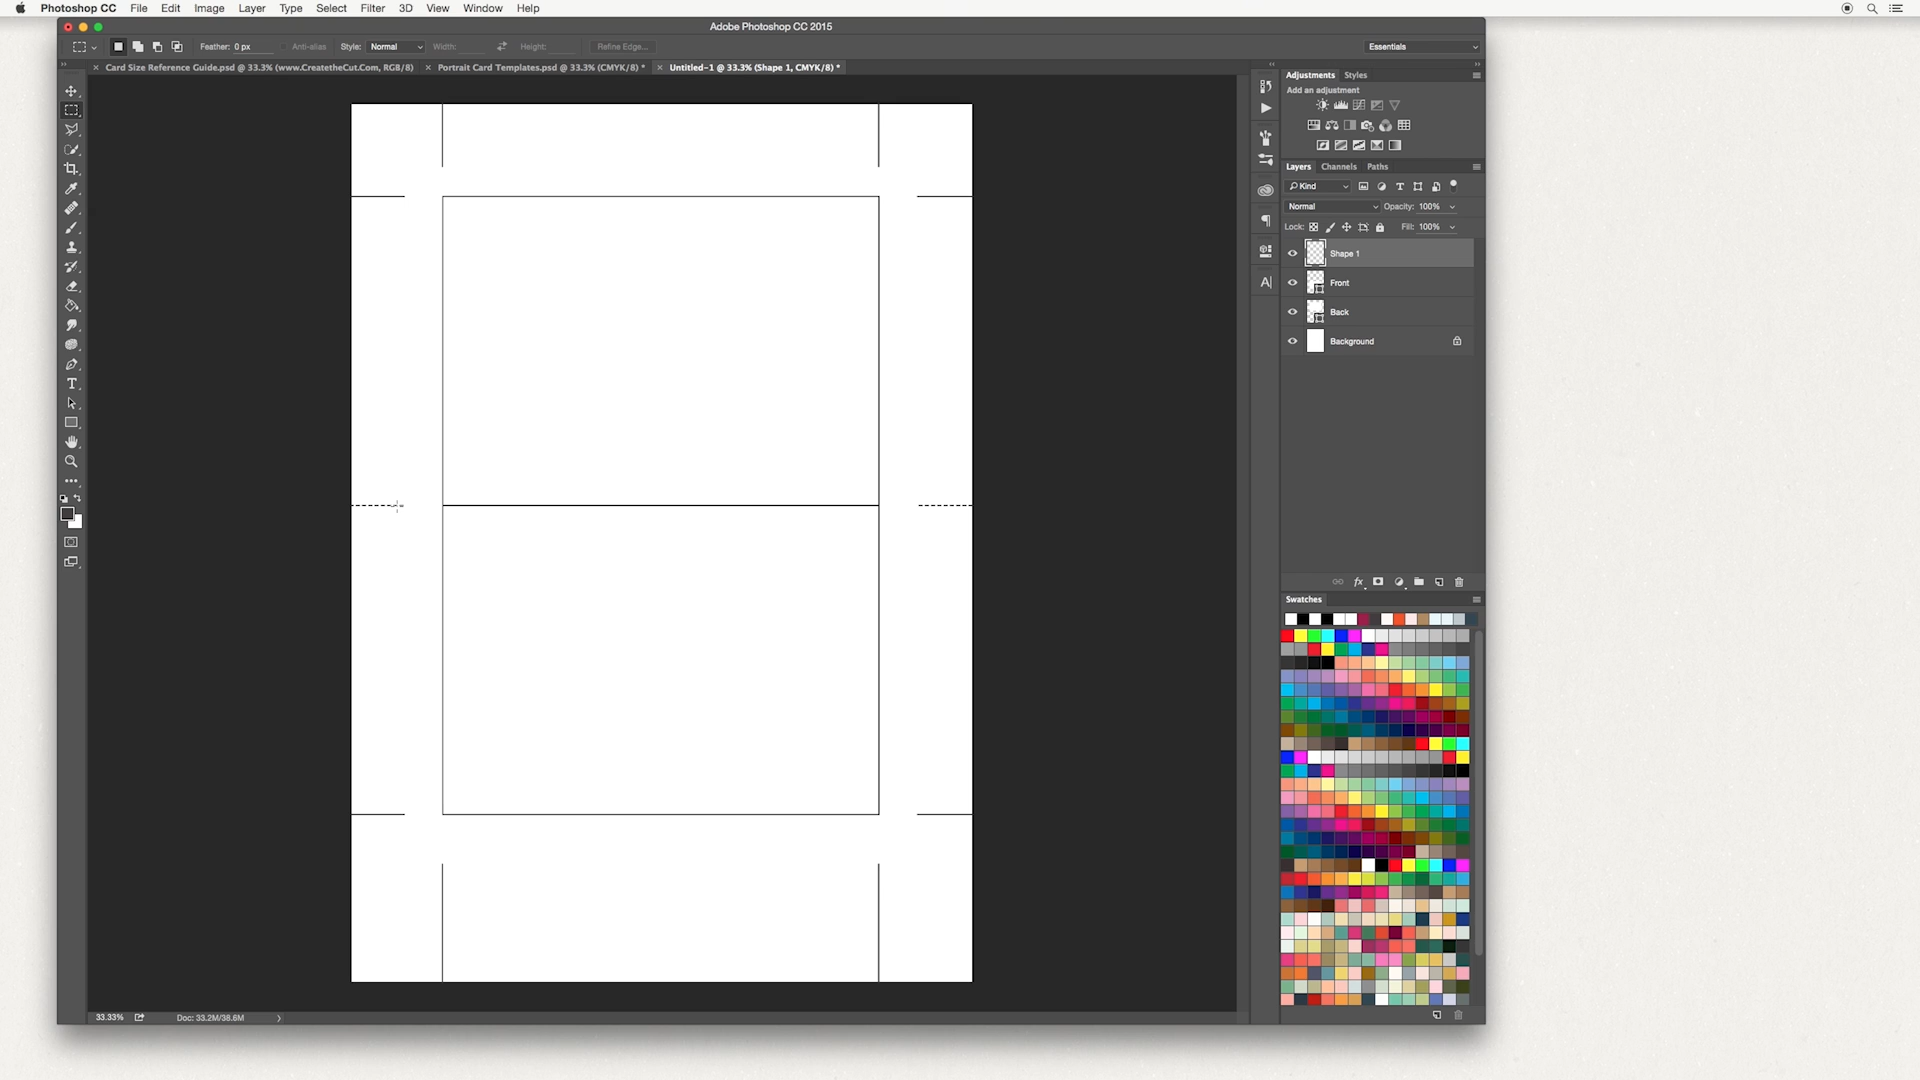 Photoshop CC File Edit Image Layer Type Select Filter 3D View Window Help
Adobe Photoshop CC 2015
Feather: 0 px Anti-alias Style: Normal Width: Height: Refine Edge... Essentials
Card Size Reference Guide.psd @ 33.3% (www.CreatetheCut.Com, RGB/8) Portrait Card Templates.psd @ 33.3% (CMYK/8) * Untitled-1 @ 33.3% (Shape 1, CMYK/8) *
Adjustments Styles
Add an adjustment
Layers Channels Paths
Kind
Normal Opacity: 100%
Lock: Fill: 100%
Shape 1
Front
Back
Background
Swatches
33.33% Doc: 33.2M/38.6M